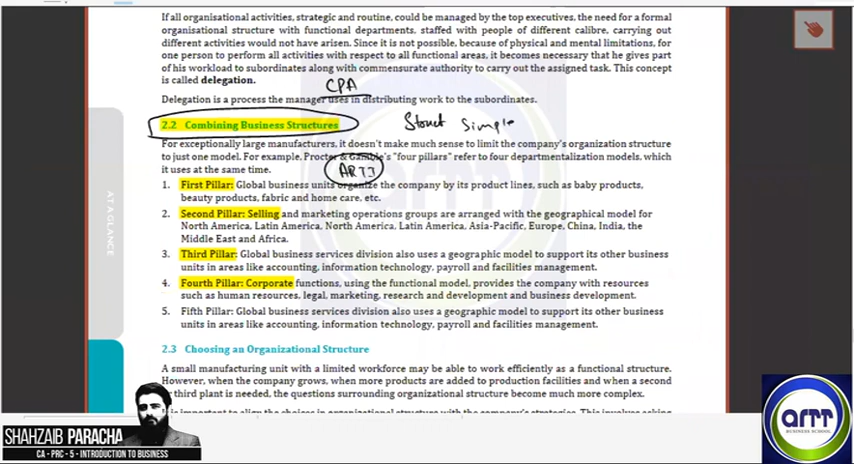 If all organisational activities, strategic and routine, could be managed by the top executives, the need for a formal
organisational structure with functional departments, staffed with people of different calibre, carrying out
different activities would not have arisen. Since it is not possible, because of physical and mental limitations, for
one person to perform all activities with respect to all functional areas, it becomes necessary that he gives part
of his workload to subordinates along with commensurate authority to carry out the assigned task. This concept
is called delegation.
CPA
Delegation is a process the manager uses in distributing work to the subordinates.
2.2 Combining Business Structures
Struct Simple
For exceptionally large manufacturers, it doesn't make much sense to limit the company's organization structure
to just one model. For example, Procter & Gamble's "four pillars" refer to four departmentalization models, which
it uses at the same time.
ARTT
1. First Pillar: Global business units organize the company by its product lines, such as baby products,
beauty products, fabric and home care, etc.
2. Second Pillar: Selling and marketing operations groups are arranged with the geographical model for
North America, Latin America, North America, Latin America, Asia-Pacific, Europe, China, India, the
Middle East and Africa.
3. Third Pillar: Global business services division also uses a geographic model to support its other business
units in areas like accounting, information technology, payroll and facilities management.
4. Fourth Pillar: Corporate functions, using the functional model, provides the company with resources
such as human resources, legal, marketing, research and development and business development.
5. Fifth Pillar: Global business services division also uses a geographic model to support its other business
units in areas like accounting, information technology, payroll and facilities management.
2.3 Choosing an Organizational Structure
A small manufacturing unit with a limited workforce may be able to work efficiently as a functional structure.
However, when the company grows, when more products are added to production facilities and when a second
third plant is needed, the questions surrounding organizational structure become much more complex.
is important to align the choices in organizational structure with the company's strategies. This involves asking
AT A GLANCE
SHAHZAIB PARACHA
CA - PRC - 5 - INTRODUCTION TO BUSINESS
artt
BUSINESS SCHOOL